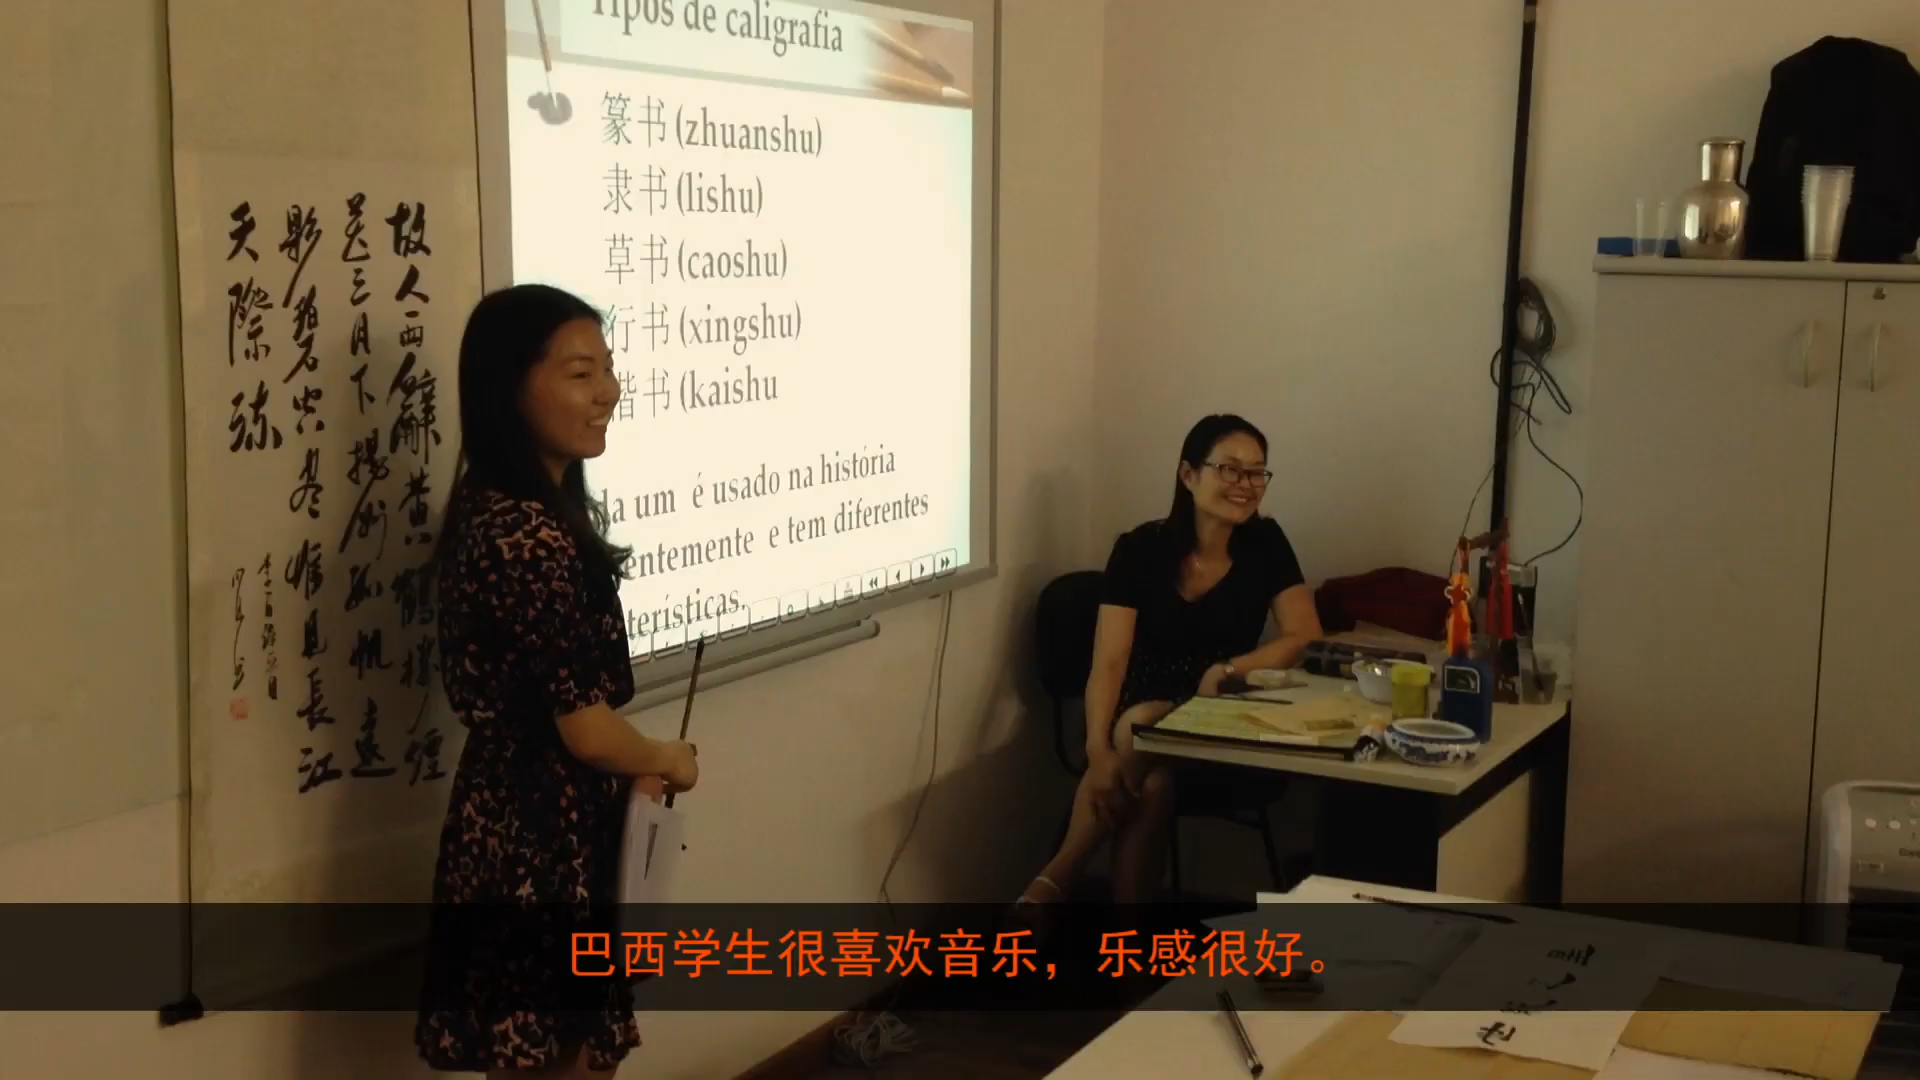 Tipos de caligrafia
篆书 (zhuanshu)
隶书 (lishu)
草书 (caoshu)
行书 (xingshu)
楷书 (kaishu
um é usado na história
e tem diferentes
故人西辭黄鶴樓煙
花三月下揚州孤帆遠
影碧空盡惟見長江
天際流
巴西学生很喜欢音乐，乐感很好。